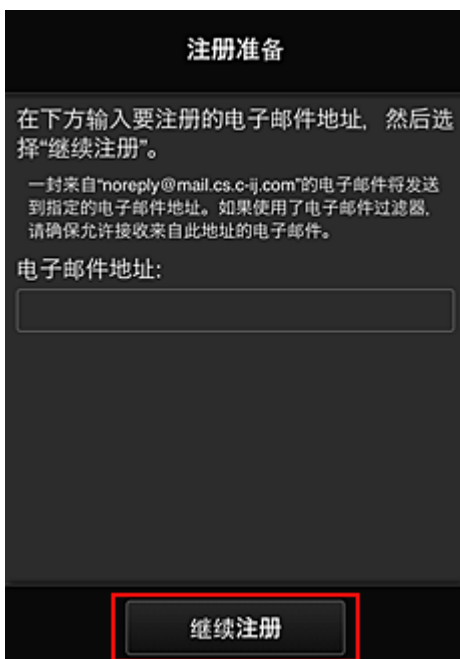 注册准备
在下方输入要注册的电子邮件地址，然后选
择“继续注册”。
一封来自“noreply@mail.cs.c-ij.com”的电子邮件将发送
到指定的电子邮件地址。如果使用了电子邮件过滤器，
请确保允许接收来自此地址的电子邮件。
电子邮件地址:
继续注册